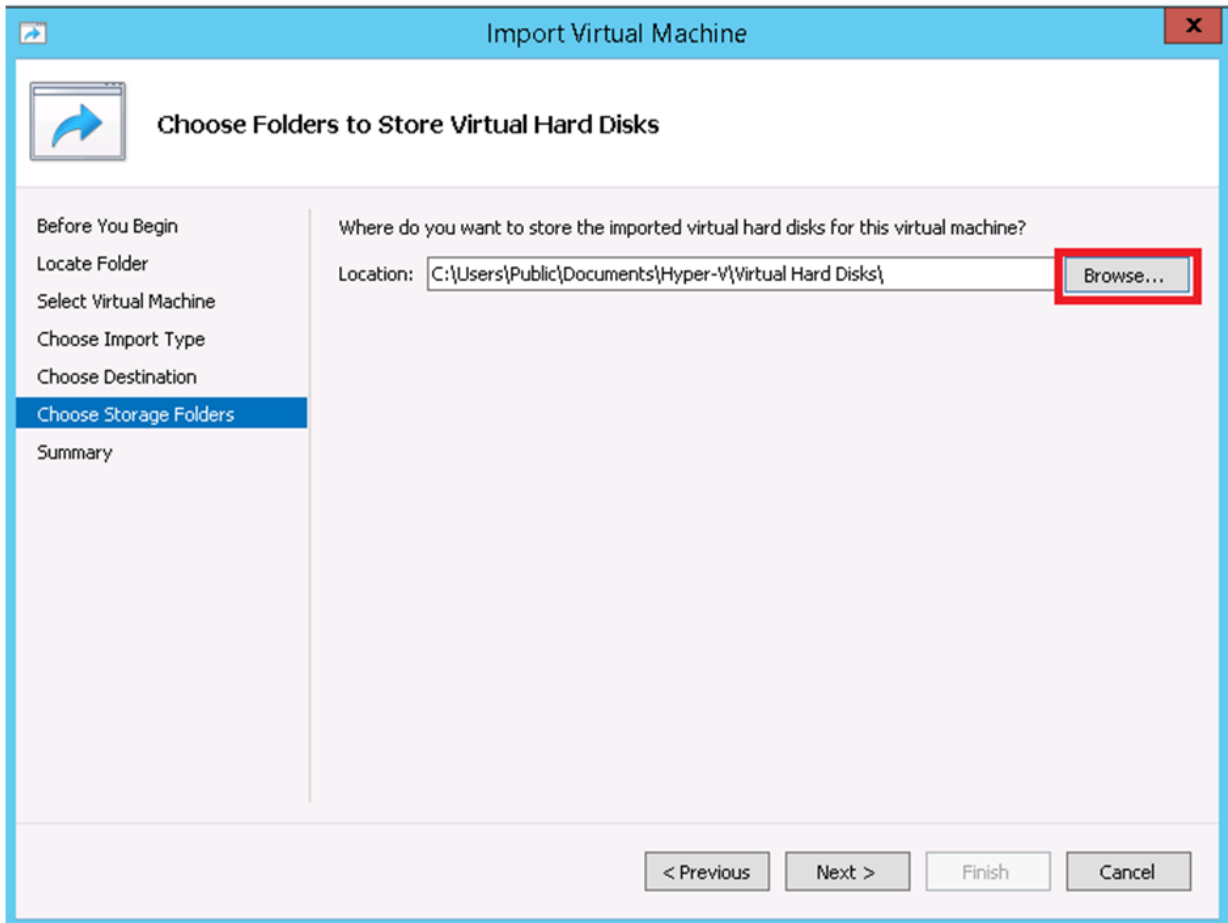 Import Virtual Machine
x
Choose Folders to Store Virtual Hard Disks
Before You Begin
Locate Folder
Select Virtual Machine
Choose Import Type
Choose Destination
Choose Storage Folders
Summary
Where do you want to store the imported virtual hard disks for this virtual machine?
Location: C:\Users\Public\Documents\Hyper-V\Virtual Hard Disks\ Browse...
< Previous Next > Finish Cancel